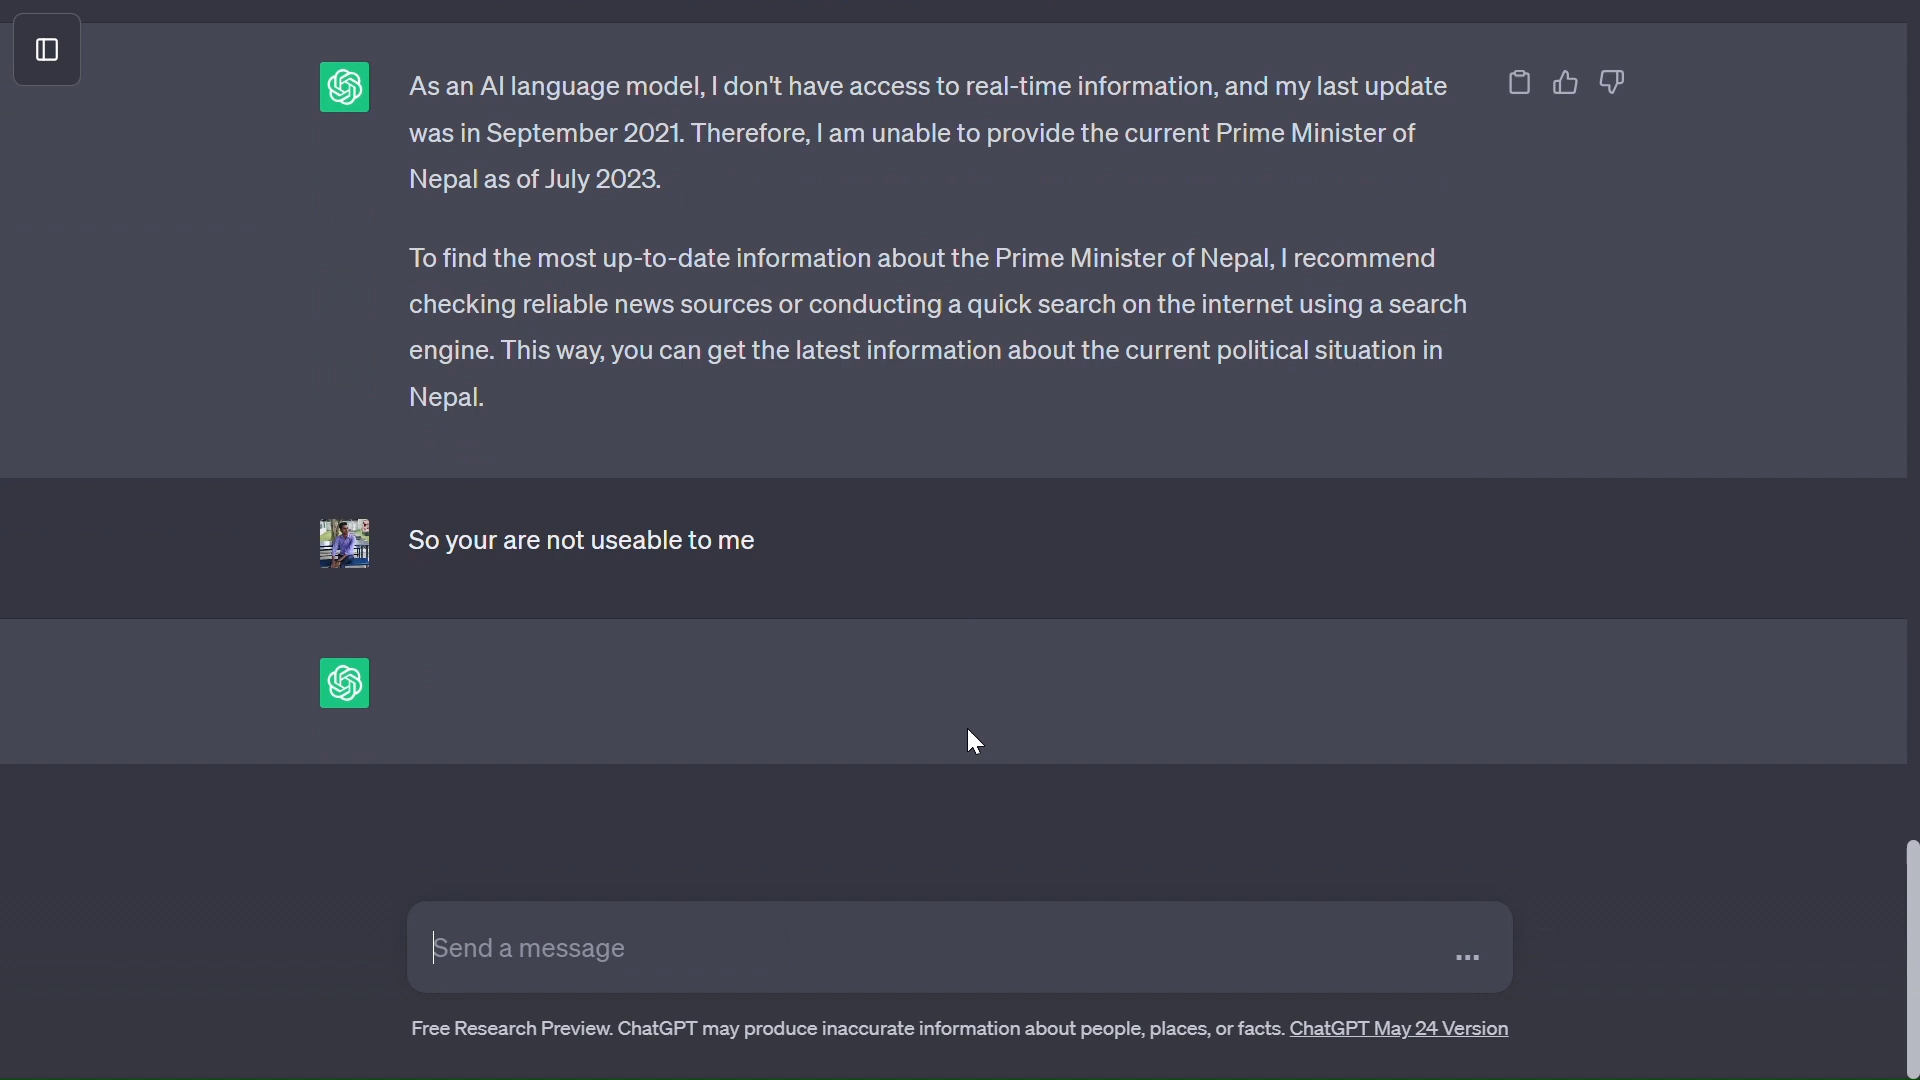 As an AI language model, I don't have access to real-time information, and my last update
was in September 2021. Therefore, I am unable to provide the current Prime Minister of
Nepal as of July 2023.
To find the most up-to-date information about the Prime Minister of Nepal, I recommend
checking reliable news sources or conducting a quick search on the internet using a search
engine. This way, you can get the latest information about the current political situation in
Nepal.
So your are not useable to me
Send a message
Free Research Preview. ChatGPT may produce inaccurate information about people, places, or facts. ChatGPT May 24 Version